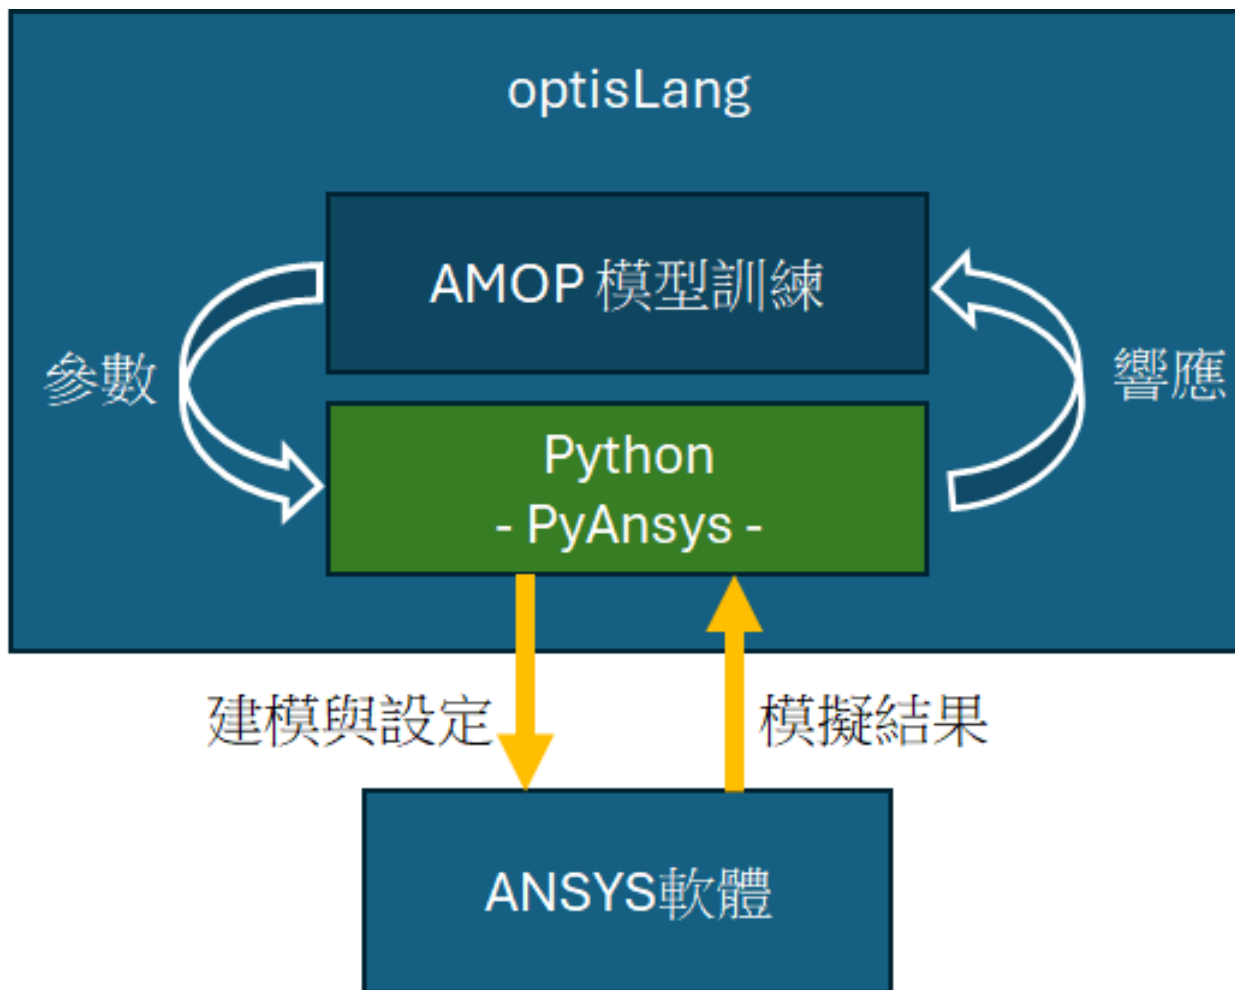 optisLang
AMOP 模型訓練
參數
響應
Python
- PyAnsys -
建模與設定
模擬結果
ANSYS軟體